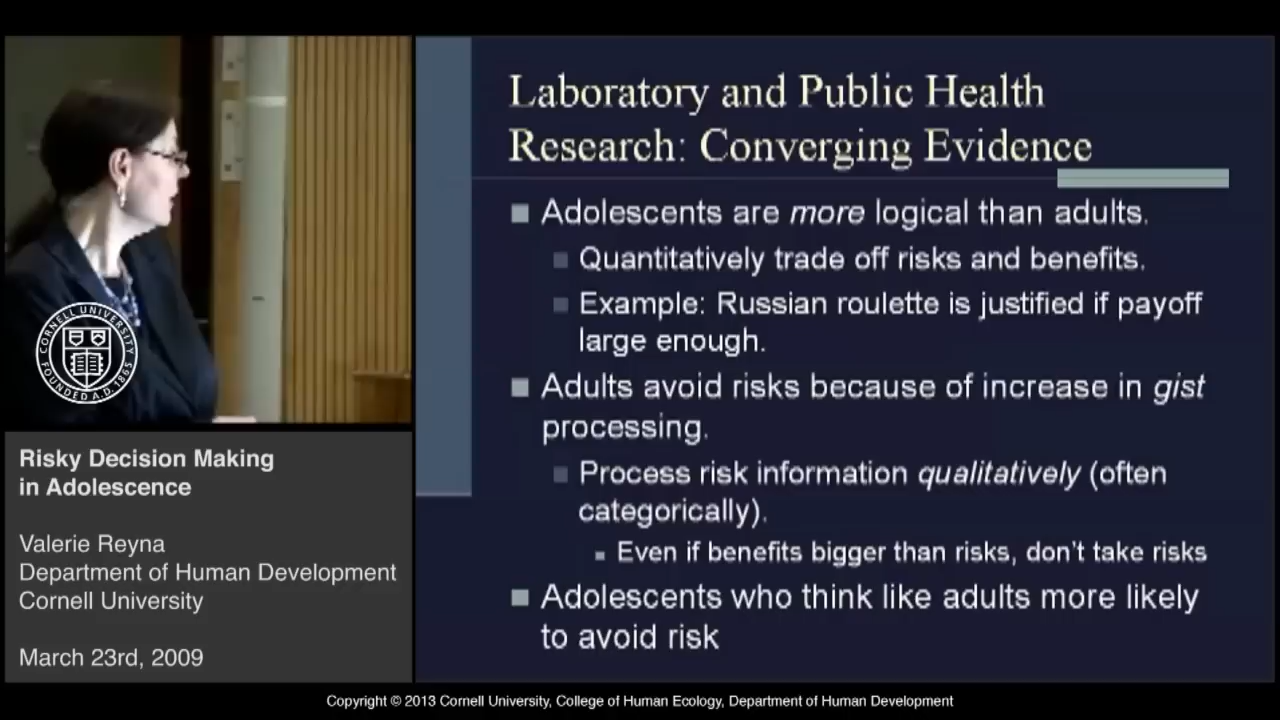 Laboratory and Public Health
Research: Converging Evidence
Adolescents are more logical than adults.
Quantitatively trade off risks and benefits.
Example: Russian roulette is justified if payoff
large enough.
Adults avoid risks because of increase in gist
processing.
Process risk information qualitatively (often
categorically).
Even if benefits bigger than risks, don't take risks
Adolescents who think like adults more likely
to avoid risk
CORNELL UNIVERSITY
FOUNDED A.D. 1865
Risky Decision Making
in Adolescence
Valerie Reyna
Department of Human Development
Cornell University
March 23rd, 2009
Copyright © 2013 Cornell University, College of Human Ecology, Department of Human Development